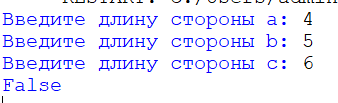 Введите длину стороны a: 4
Введите длину стороны b: 5
Введите длину стороны c: 6
False